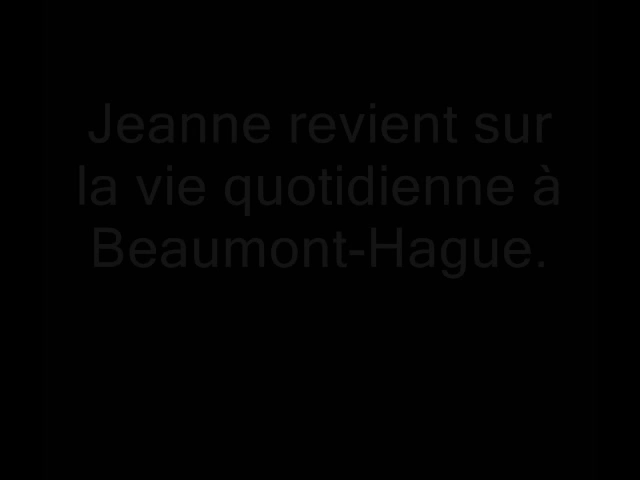 Jeanne revient sur
la vie quotidienne à
Beaumont-Hague.